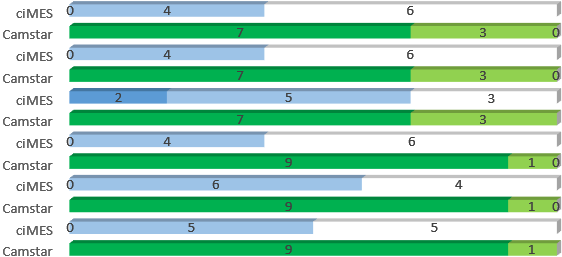 ciMES 0 4 6
Camstar 7 3 0
ciMES 0 4 6
Camstar 7 3 0
ciMES 2 5 3
Camstar 7 3
ciMES 0 4 6
Camstar 9 1 0
ciMES 0 6 4
Camstar 9 1 0
ciMES 0 5 5
Camstar 9 1